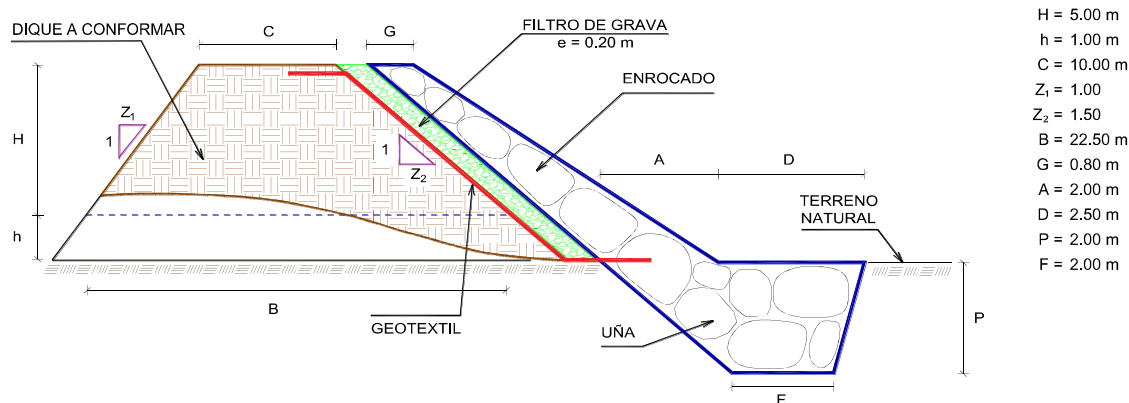 DIQUE A CONFORMAR
C
G
FILTRO DE GRAVA
e = 0.20 m
ENROCADO
H
Z₁
1
1
Z₂
A
D
TERRENO
NATURAL
h
B
GEOTEXTIL
UÑA
P
F
H = 5.00 m
h = 1.00 m
C = 10.00 m
Z₁ = 1.00
Z₂ = 1.50
B = 22.50 m
G = 0.80 m
A = 2.00 m
D = 2.50 m
P = 2.00 m
F = 2.00 m